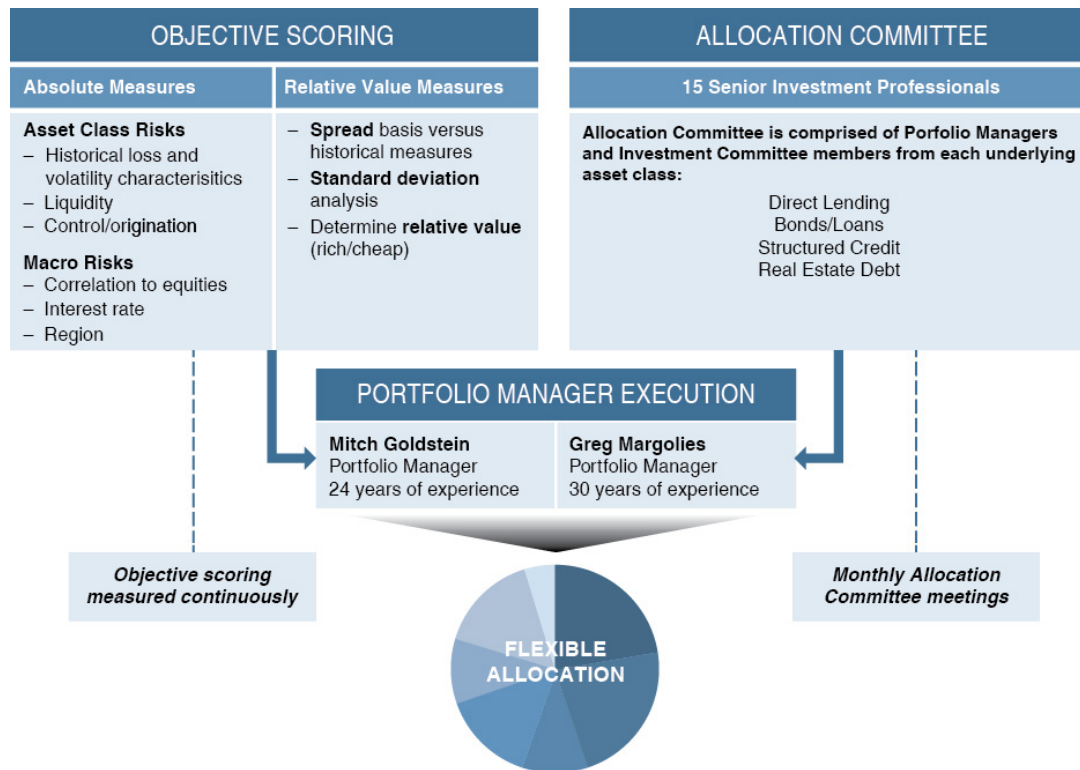 OBJECTIVE SCORING
Absolute Measures
Asset Class Risks
– Historical loss and
volatility characterisitics
– Liquidity
– Control/origination
Macro Risks
– Correlation to equities
– Interest rate
– Region
Relative Value Measures
– Spread basis versus
historical measures
– Standard deviation
analysis
– Determine relative value
(rich/cheap)
ALLOCATION COMMITTEE
15 Senior Investment Professionals
Allocation Committee is comprised of Porfolio Managers
and Investment Committee members from each underlying
asset class:
Direct Lending
Bonds/Loans
Structured Credit
Real Estate Debt
PORTFOLIO MANAGER EXECUTION
Mitch Goldstein
Portfolio Manager
24 years of experience
Greg Margolies
Portfolio Manager
30 years of experience
Objective scoring
measured continuously
Monthly Allocation
Committee meetings
FLEXIBLE
ALLOCATION